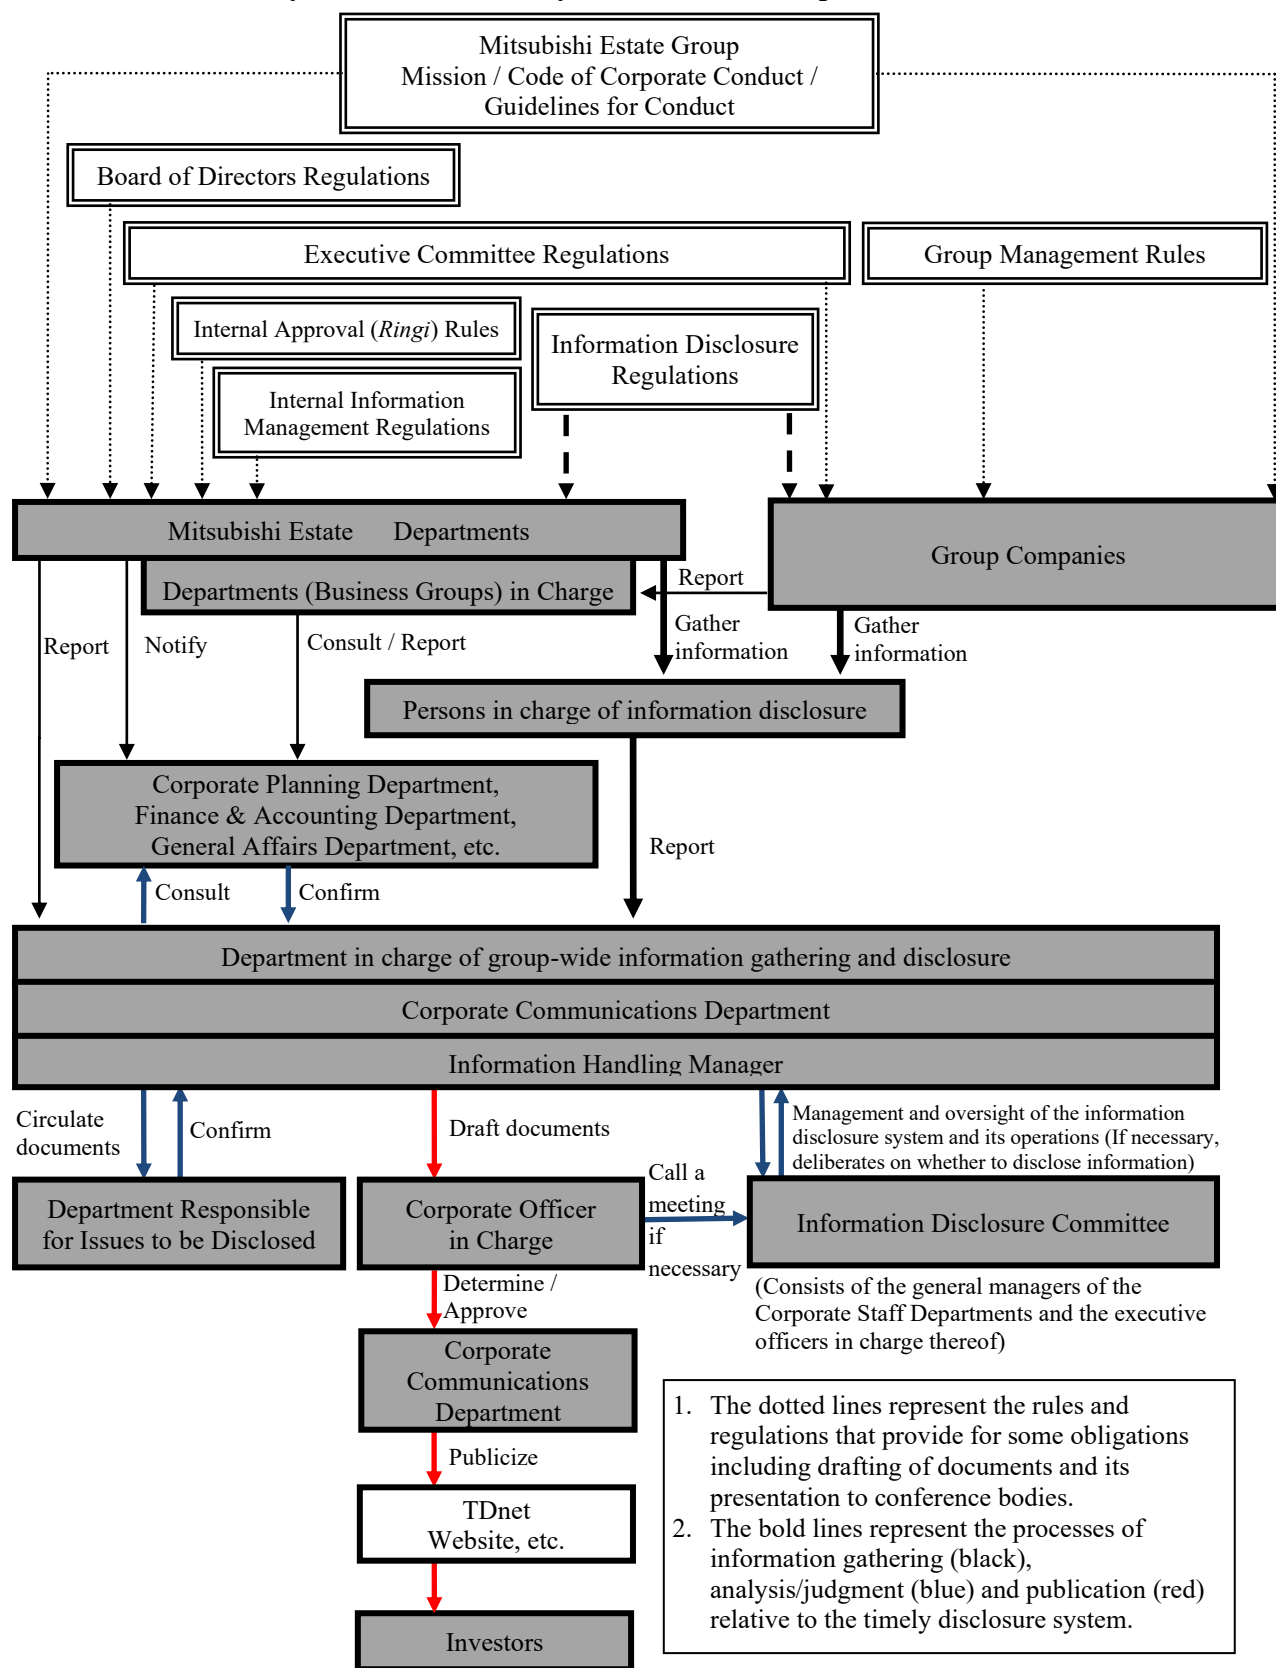 Mitsubishi Estate Group
Mission / Code of Corporate Conduct /
Guidelines for Conduct
Board of Directors Regulations
Executive Committee Regulations
Group Management Rules
Internal Approval (Ringi) Rules
Information Disclosure
Regulations
Internal Information
Management Regulations
Mitsubishi Estate Departments
Group Companies
Departments (Business Groups) in Charge
Report
Report
Notify
Consult / Report
Gather
information
Gather
information
Persons in charge of information disclosure
Corporate Planning Department,
Finance & Accounting Department,
General Affairs Department, etc.
Report
Consult
Confirm
Department in charge of group-wide information gathering and disclosure
Corporate Communications Department
Information Handling Manager
Circulate
documents
Confirm
Draft documents
Management and oversight of the information
disclosure system and its operations (If necessary,
deliberates on whether to disclose information)
Call a
meeting
if
necessary
Department Responsible
for Issues to be Disclosed
Corporate Officer
in Charge
Information Disclosure Committee
(Consists of the general managers of the
Corporate Staff Departments and the executive
officers in charge thereof)
Determine /
Approve
Corporate
Communications
Department
Publicize
TDnet
Website, etc.
Investors
1. The dotted lines represent the rules and
regulations that provide for some obligations
including drafting of documents and its
presentation to conference bodies.
2. The bold lines represent the processes of
information gathering (black),
analysis/judgment (blue) and publication (red)
relative to the timely disclosure system.